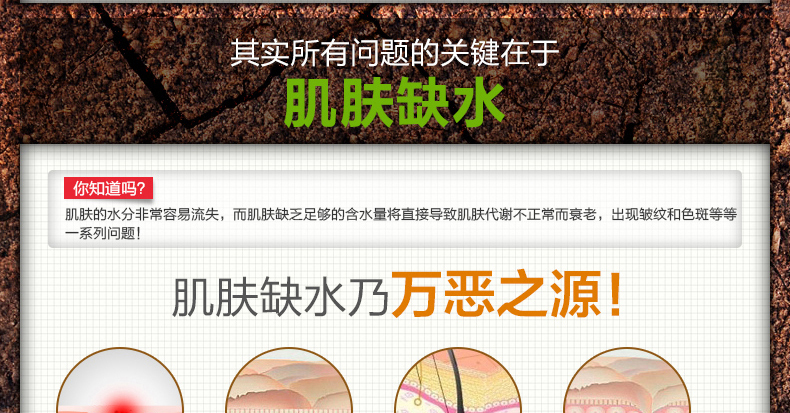 其实所有问题的关键在于
肌肤缺水
你知道吗?
肌肤的水分非常容易流失，而肌肤缺乏足够的含水量将直接导致肌肤代谢不正常而衰老，出现皱纹和色斑等等
一系列问题！
肌肤缺水乃万恶之源！